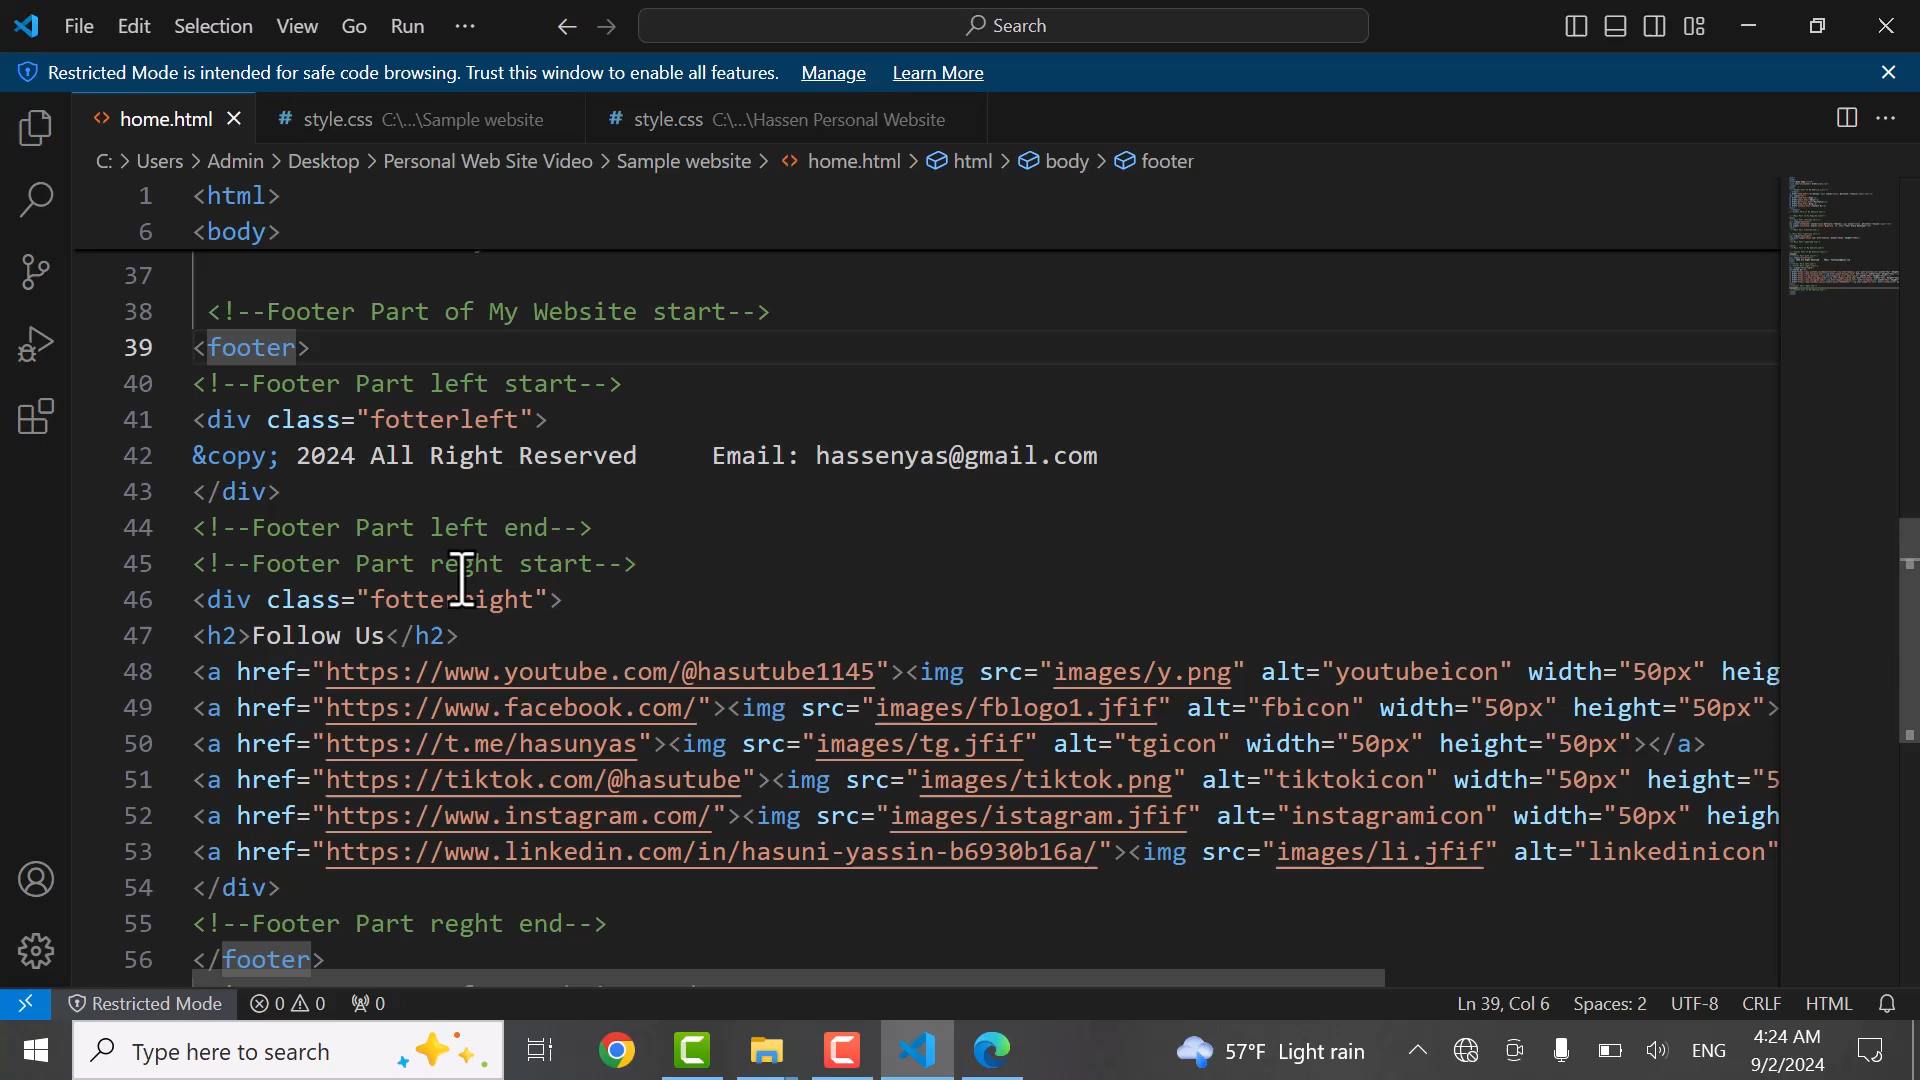 File Edit Selection View Go Run ··· Search
Restricted Mode is intended for safe code browsing. Trust this window to enable all features. Manage Learn More
home.html # style.css C:\...\Sample website # style.css C:\...\Hassen Personal Website
C: > Users > Admin > Desktop > Personal Web Site Video > Sample website > <> home.html > html > body > footer
1 <html>
6 <body>
37
38 <!--Footer Part of My Website start-->
39 <footer>
40 <!--Footer Part left start-->
41 <div class="fotterleft">
42 &copy; 2024 All Right Reserved     Email: hassenyas@gmail.com
43 </div>
44 <!--Footer Part left end-->
45 <!--Footer Part reght start-->
46 <div class="fotterright">
47 <h2>Follow Us</h2>
48 <a href="https://www.youtube.com/@hasutube1145"><img src="images/y.png" alt="youtubeicon" width="50px" heig
49 <a href="https://www.facebook.com/"><img src="images/fblogo1.jfif" alt="fbicon" width="50px" height="50px">
50 <a href="https://t.me/hasunyas"><img src="images/tg.jfif" alt="tgicon" width="50px" height="50px"></a>
51 <a href="https://tiktok.com/@hasutube"><img src="images/tiktok.png" alt="tiktokicon" width="50px" height="5
52 <a href="https://www.instagram.com/"><img src="images/istagram.jfif" alt="instagramicon" width="50px" heigh
53 <a href="https://www.linkedin.com/in/hasuni-yassin-b6930b16a/"><img src="images/li.jfif" alt="linkedinicon"
54 </div>
55 <!--Footer Part reght end-->
56 </footer>
Restricted Mode 0 0 0 Ln 39, Col 6 Spaces: 2 UTF-8 CRLF HTML
Type here to search 57°F Light rain ENG 4:24 AM
9/2/2024